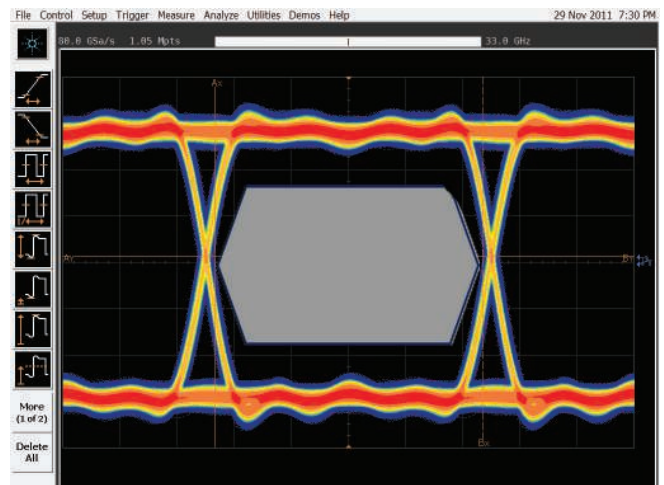 File Control Setup Trigger Measure Analyze Utilities Demos Help 29 Nov 2011 7:30 PM
80.0 GSa/s 1.05 Mpts 33.0 GHz
Ax
Ay By
More
(1 of 2)
Delete
All
Bx